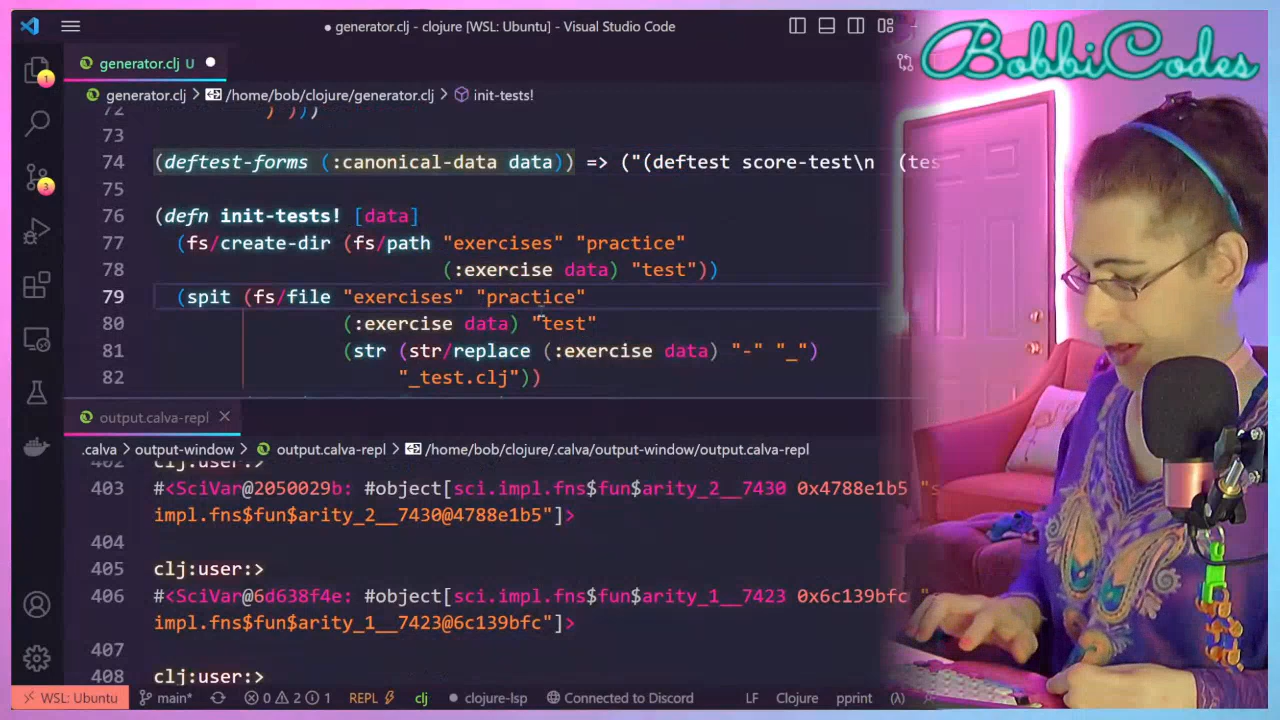 ● generator.clj - clojure [WSL: Ubuntu] - Visual Studio Code
BobbiCodes
generator.clj U ●
generator.clj > /home/bob/clojure/generator.clj > init-tests!
72 ) )))
73
74 (deftest-forms (:canonical-data data)) => ("(deftest score-test\n (tes
75
76 (defn init-tests! [data]
77 (fs/create-dir (fs/path "exercises" "practice"
78 (:exercise data) "test"))
79 (spit (fs/file "exercises" "practice"
80 (:exercise data) "test"
81 (str (str/replace (:exercise data) "-" "_")
82 "_test.clj"))
output.calva-repl
.calva > output-window > output.calva-repl > /home/bob/clojure/.calva/output-window/output.calva-repl
402 clj:user:>
403 #<SciVar@2050029b: #object[sci.impl.fns$fun$arity_2__7430 0x4788e1b5 "s
impl.fns$fun$arity_2__7430@4788e1b5"]>
404
405 clj:user:>
406 #<SciVar@6d638f4e: #object[sci.impl.fns$fun$arity_1__7423 0x6c139bfc "
impl.fns$fun$arity_1__7423@6c139bfc"]>
407
408 clj:user:>
1
3
WSL: Ubuntu main* 0 2 1 REPL clj clojure-lsp Connected to Discord LF Clojure pprint (λ)